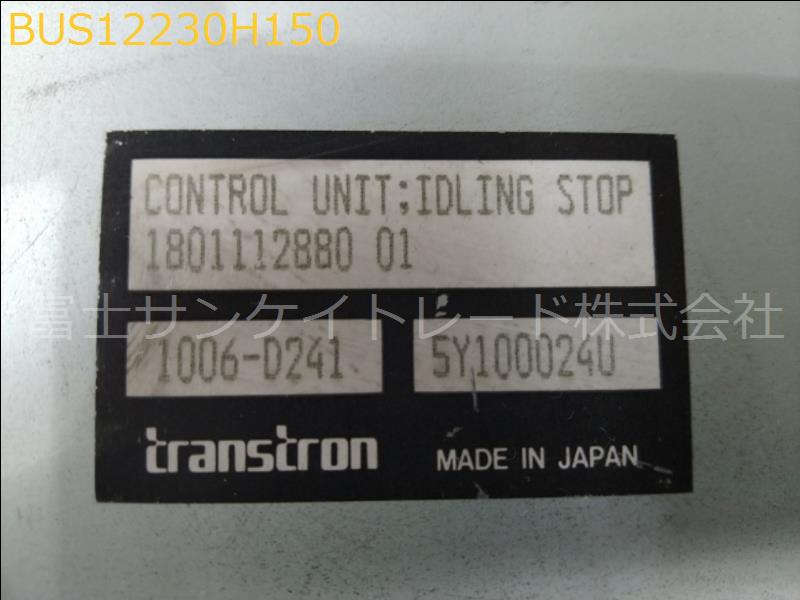 BUS12230H150
CONTROL UNIT;IDLING STOP
1801112880 01
富士サンケイトレード株式会社
1006-D241
5Y100024U
transtron
MADE IN JAPAN